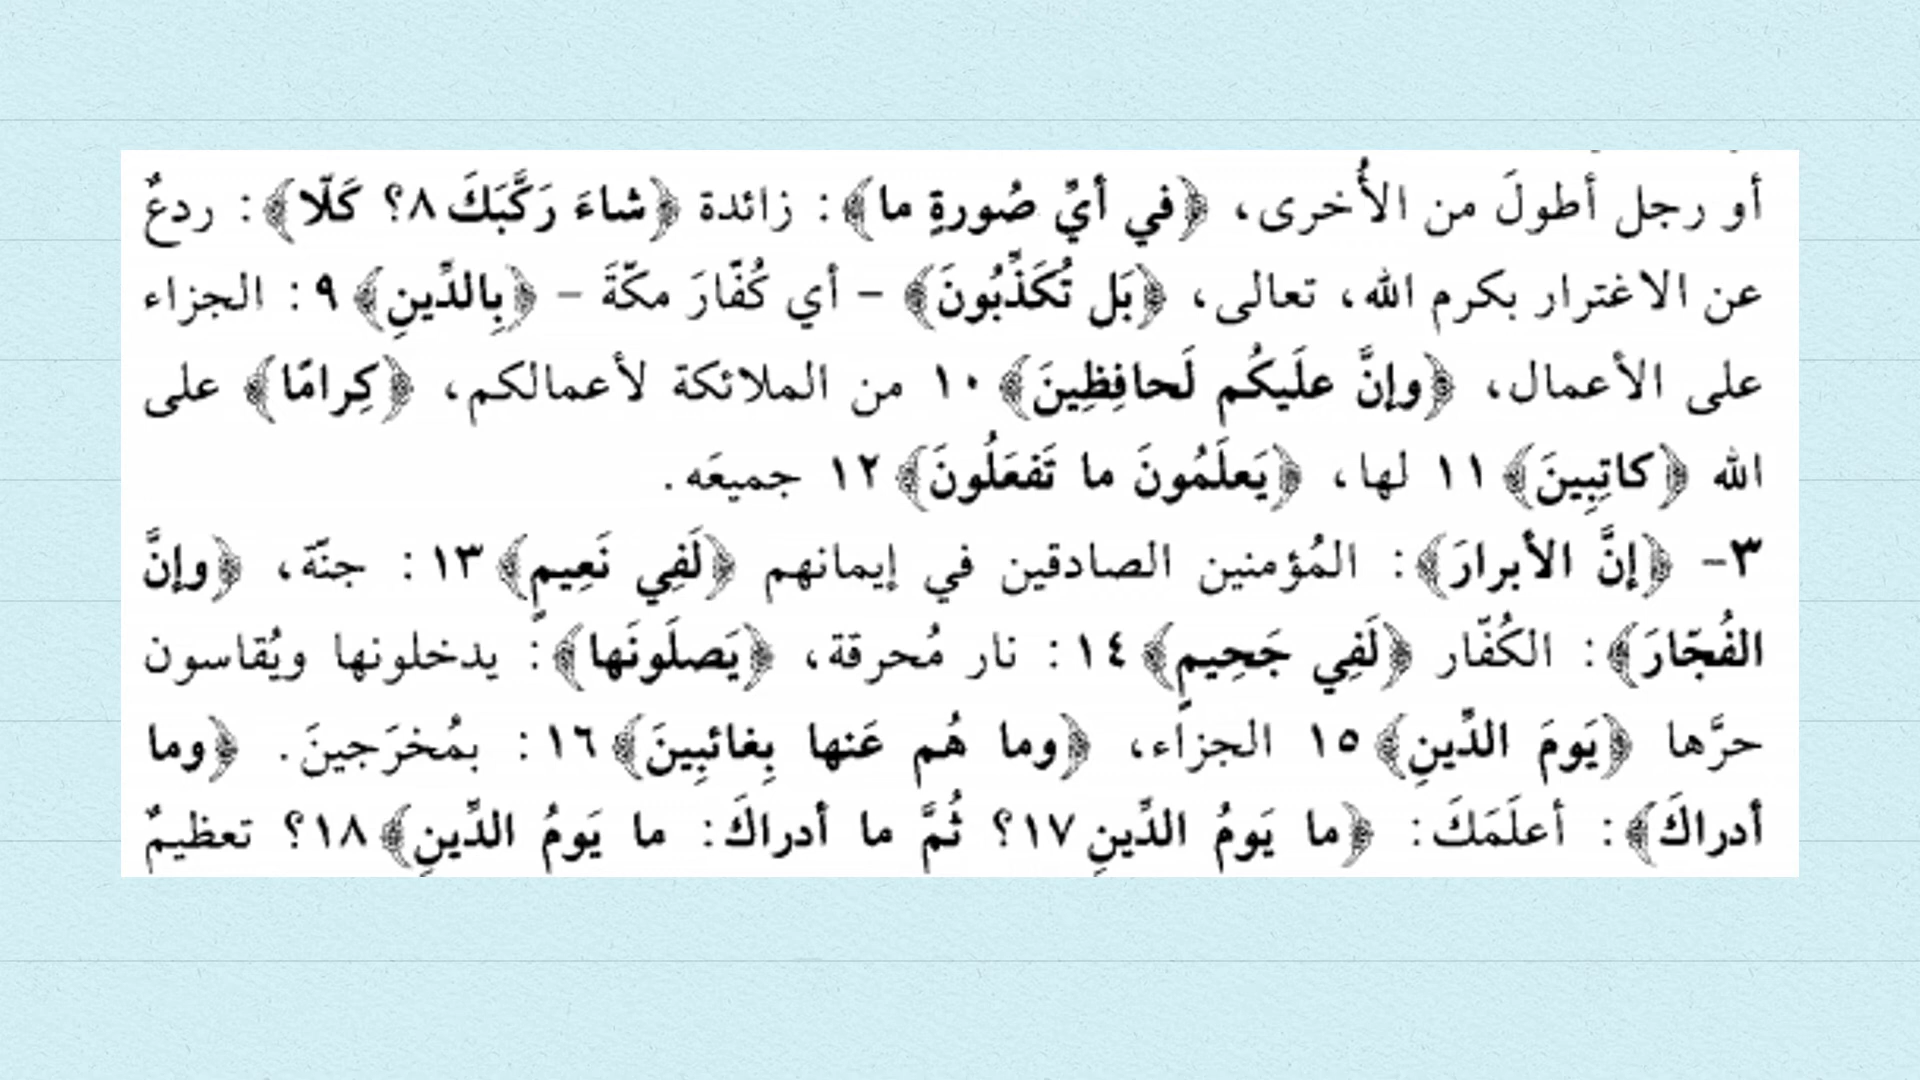 أو رجل أطولَ من الأُخرى، ﴿في أيِّ صُورةٍ ما﴾: زائدة ﴿شاءَ رَكَّبَكَ ٨؟ كَلّا﴾: ردعٌ
عن الاغترار بكرم الله، تعالى، ﴿بَل تُكَذِّبُونَ﴾ - أي كُفّارَ مكّةَ - ﴿بِالدِّينِ﴾ ٩: الجزاء
على الأعمال، ﴿وإنَّ علَيكُم لَحافِظِينَ﴾ ١٠ من الملائكة لأعمالكم، ﴿كِرامًا﴾ على
الله ﴿كاتِبِينَ﴾ ١١ لها، ﴿يَعلَمُونَ ما تَفعَلُونَ﴾ ١٢ جميعَه.
٣- ﴿إنَّ الأبرارَ﴾: المُؤمنين الصادقين في إيمانهم ﴿لَفِي نَعِيمٍ﴾ ١٣: جنّة، ﴿وإنَّ
الفُجّارَ﴾: الكُفّار ﴿لَفِي جَحِيمٍ﴾ ١٤: نار مُحرقة، ﴿يَصلَونَها﴾: يدخلونها ويُقاسون
حرَّها ﴿يَومَ الدِّينِ﴾ ١٥ الجزاء، ﴿وما هُم عَنها بِغائبِينَ﴾ ١٦: بمُخرَجينَ. ﴿وما
أدراكَ﴾: أعلَمَكَ: ﴿ما يَومُ الدِّينِ ١٧؟ ثُمَّ ما أدراكَ: ما يَومُ الدِّينِ﴾ ١٨؟ تعظيمٌ